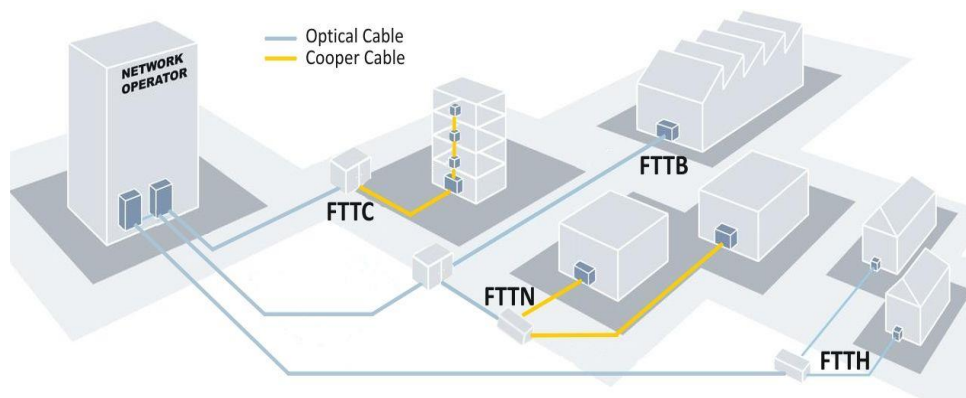 Optical Cable
Cooper Cable
NETWORK
OPERATOR
FTTB
FTTC
FTTN
FTTH